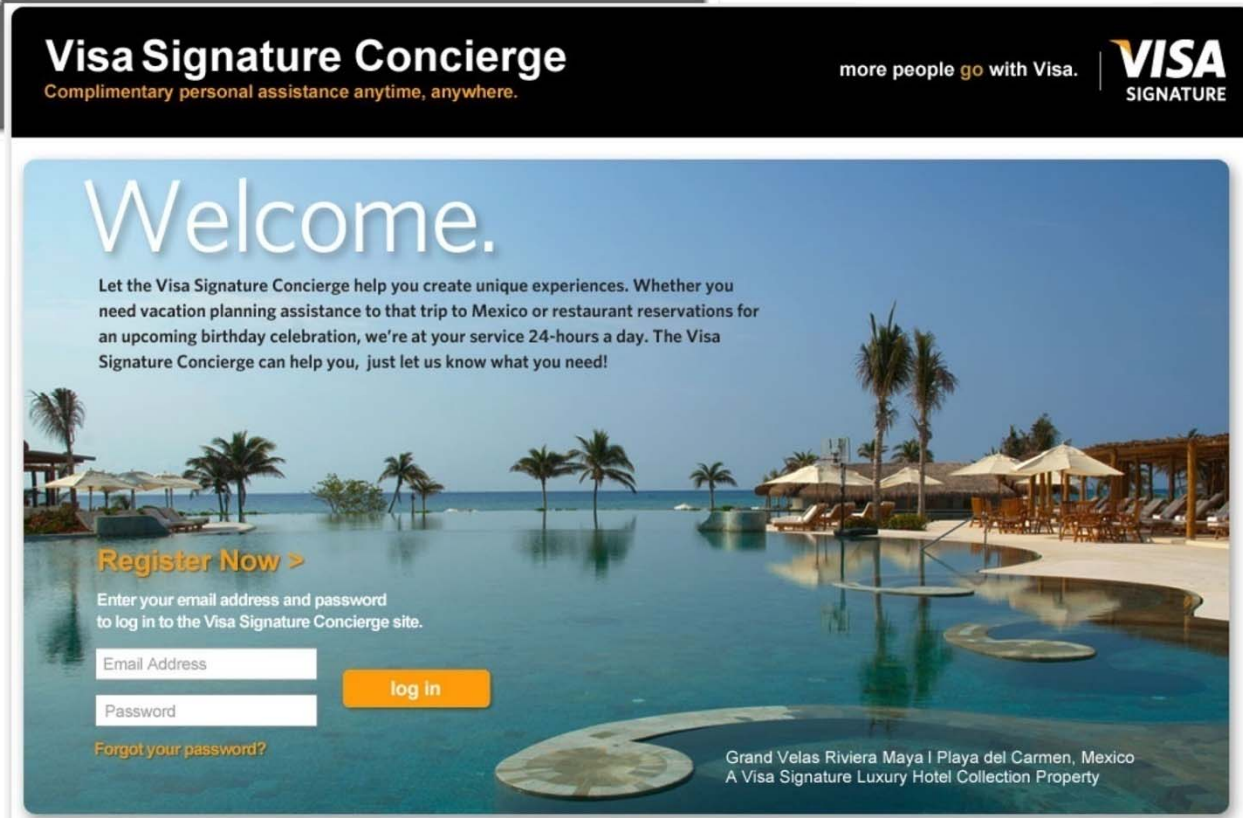 Visa Signature Concierge
Complimentary personal assistance anytime, anywhere.
more people go with Visa.
VISA
SIGNATURE
Welcome.
Let the Visa Signature Concierge help you create unique experiences. Whether you
need vacation planning assistance to that trip to Mexico or restaurant reservations for
an upcoming birthday celebration, we're at your service 24-hours a day. The Visa
Signature Concierge can help you, just let us know what you need!
Register Now >
Enter your email address and password
to log in to the Visa Signature Concierge site.
Email Address
Password
log in
Forgot your password?
Grand Velas Riviera Maya l Playa del Carmen, Mexico
A Visa Signature Luxury Hotel Collection Property